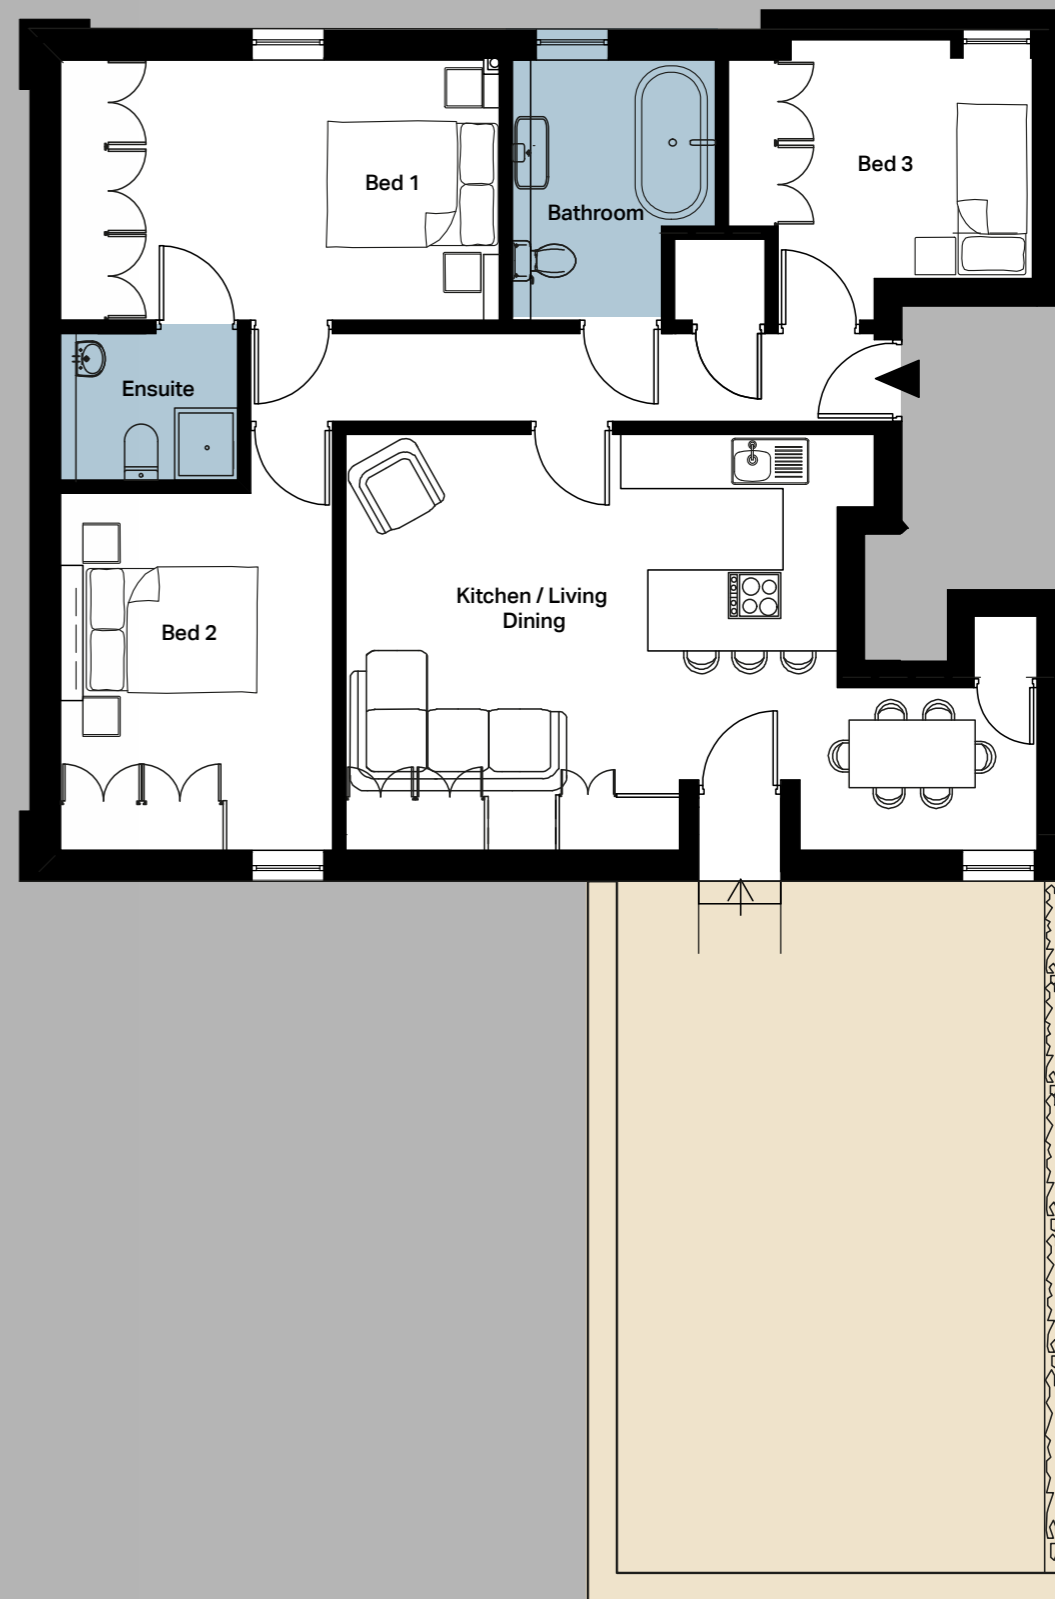 Bed 1
Bathroom
Bed 3
Ensuite
Kitchen / Living
Dining
Bed 2